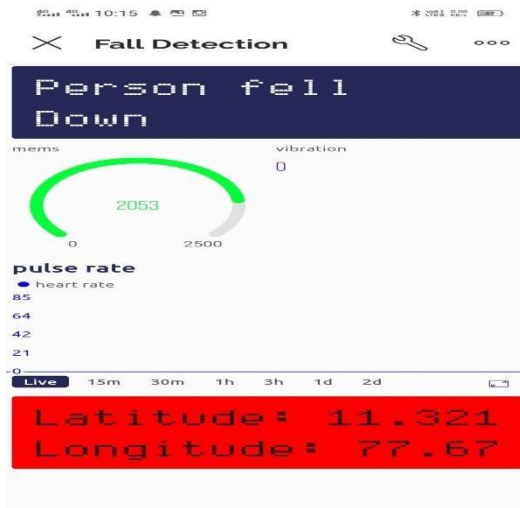 10:15
Fall Detection
Person fell
Down
mems
vibration
0
2053
0 2500
pulse rate
heart rate
85
64
42
21
0
Live 15m 30m 1h 3h 1d 2d
Latitude: 11.321
Longitude: 77.67